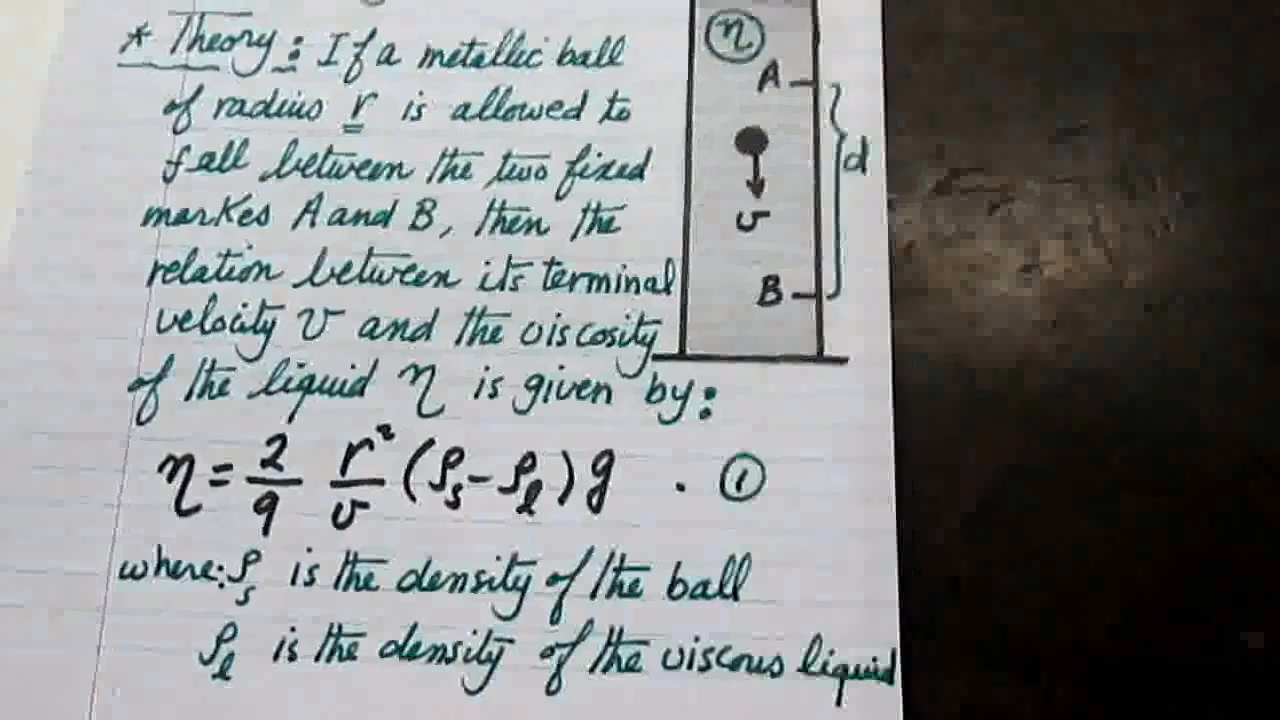 * Theory: If a metallic ball
of radius r is allowed to
fall between the two fixed
markes A and B, then the
relation between its terminal
velocity v and the viscosity
of the liquid η is given by:
η = 2/9 r²/v (ρs - ρl) g . ①
where: ρs is the density of the ball
ρl is the density of the viscous liquid
η
A
d
v
B